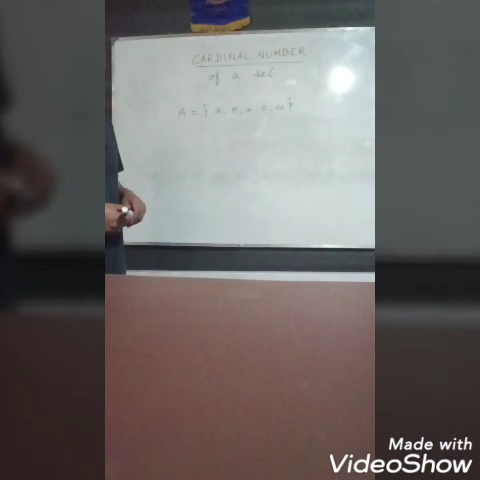 CARDINAL NUMBER
of a set
A = { a, e, i, o, u }
Made with
VideoShow